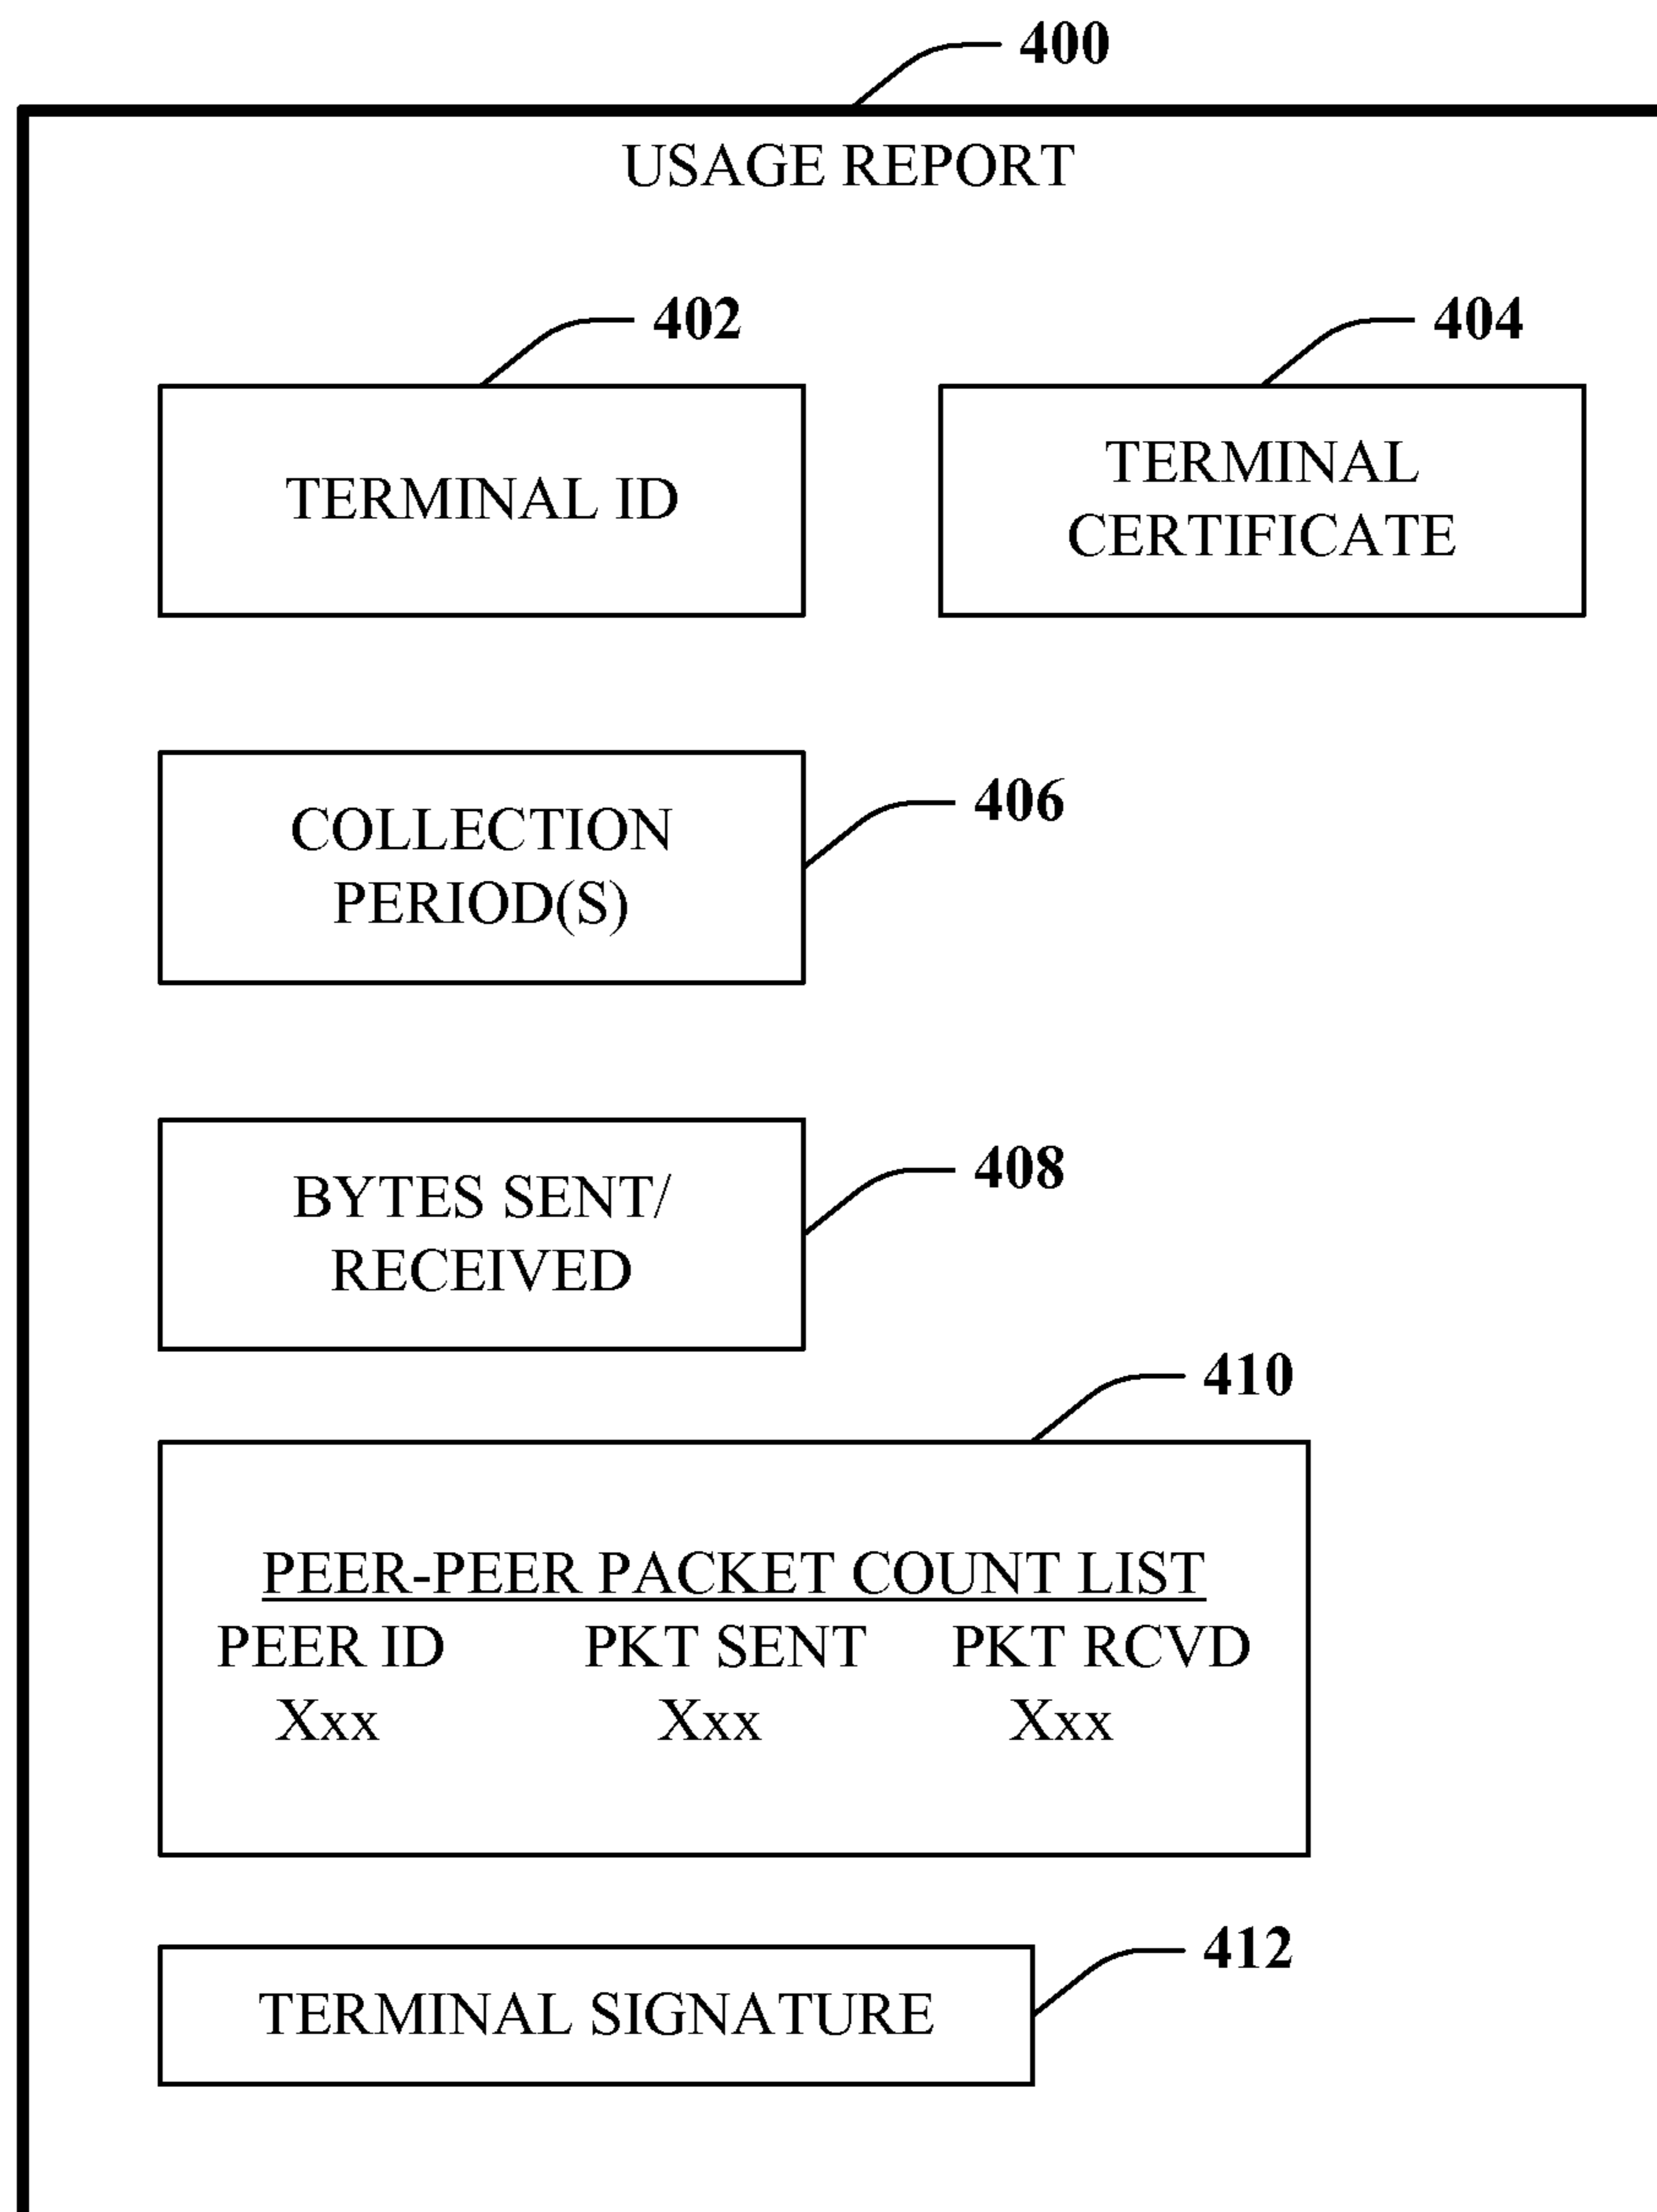 400
USAGE REPORT
402
404
TERMINAL ID
TERMINAL
CERTIFICATE
406
COLLECTION
PERIOD(S)
408
BYTES SENT/
RECEIVED
410
PEER-PEER PACKET COUNT LIST
PEER ID PKT SENT PKT RCVD
Xxx Xxx Xxx
412
TERMINAL SIGNATURE